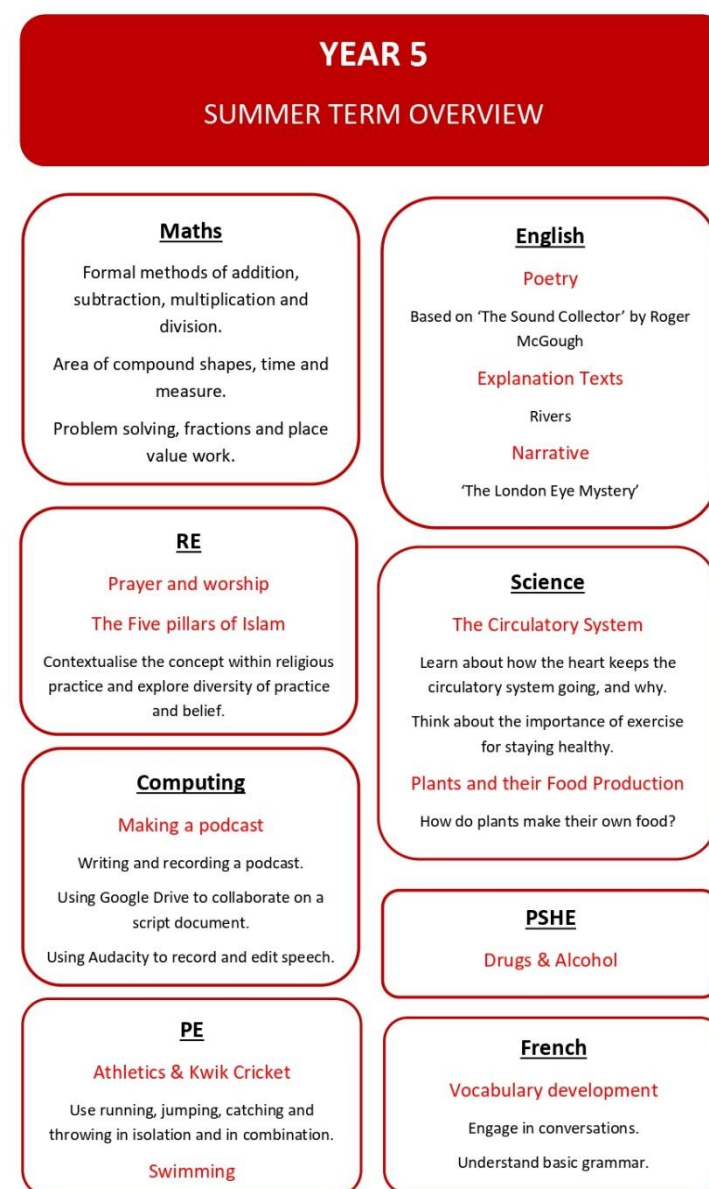 YEAR 5
SUMMER TERM OVERVIEW
Maths
Formal methods of addition,
subtraction, multiplication and
division.
Area of compound shapes, time and
measure.
Problem solving, fractions and place
value work.
English
Poetry
Based on ‘The Sound Collector’ by Roger
McGough
Explanation Texts
Rivers
Narrative
‘The London Eye Mystery’
RE
Prayer and worship
The Five pillars of Islam
Contextualise the concept within religious
practice and explore diversity of practice
and belief.
Science
The Circulatory System
Learn about how the heart keeps the
circulatory system going, and why.
Think about the importance of exercise
for staying healthy.
Plants and their Food Production
How do plants make their own food?
Computing
Making a podcast
Writing and recording a podcast.
Using Google Drive to collaborate on a
script document.
Using Audacity to record and edit speech.
PSHE
Drugs & Alcohol
PE
Athletics & Kwik Cricket
Use running, jumping, catching and
throwing in isolation and in combination.
Swimming
French
Vocabulary development
Engage in conversations.
Understand basic grammar.